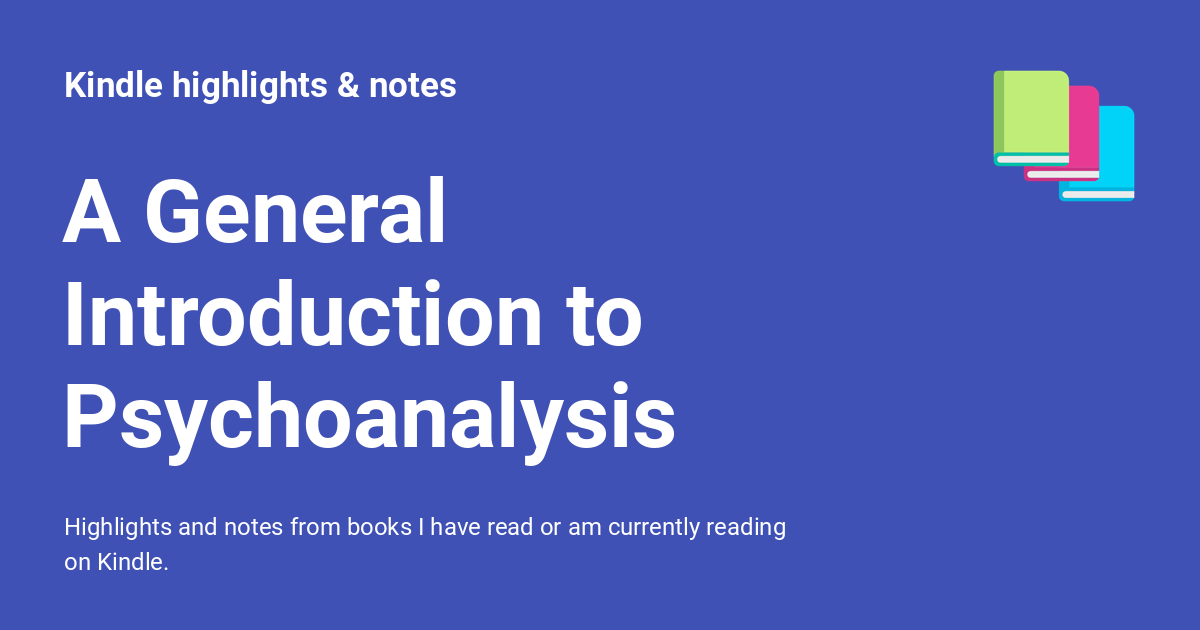 Kindle highlights & notes
A General
Introduction to
Psychoanalysis
Highlights and notes from books I have read or am currently reading
on Kindle.